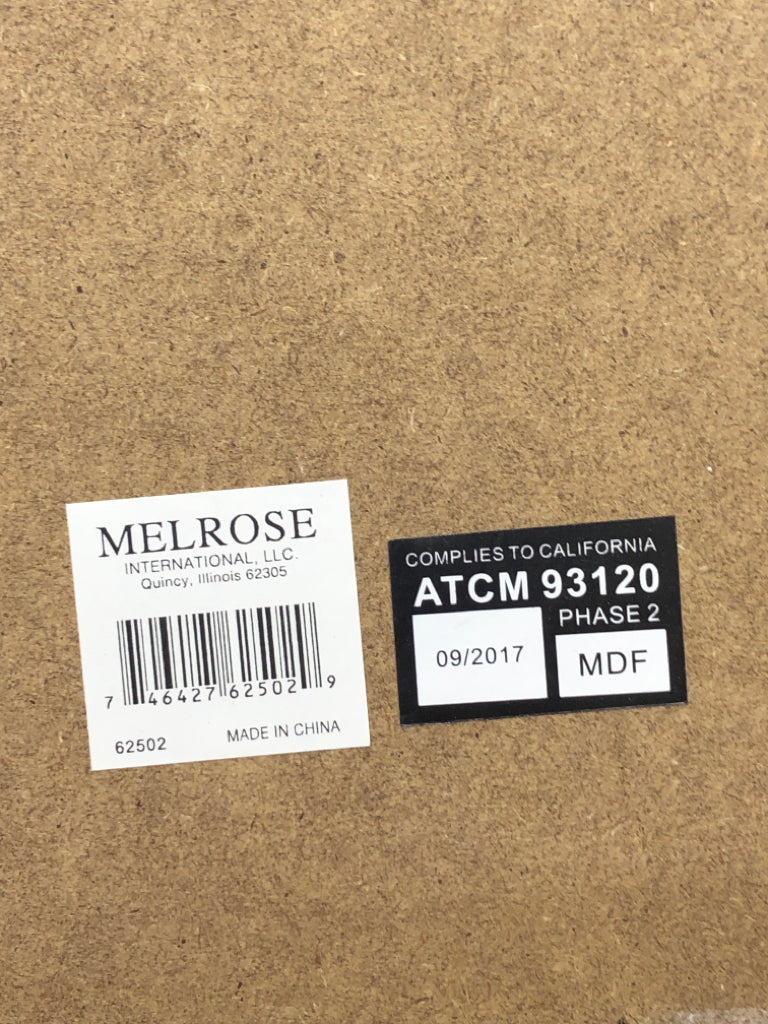 MELROSE
INTERNATIONAL, LLC.
Quincy, Illinois 62305
7 46427 62502 9
62502 MADE IN CHINA
COMPLIES TO CALIFORNIA
ATCM 93120
PHASE 2
09/2017
MDF